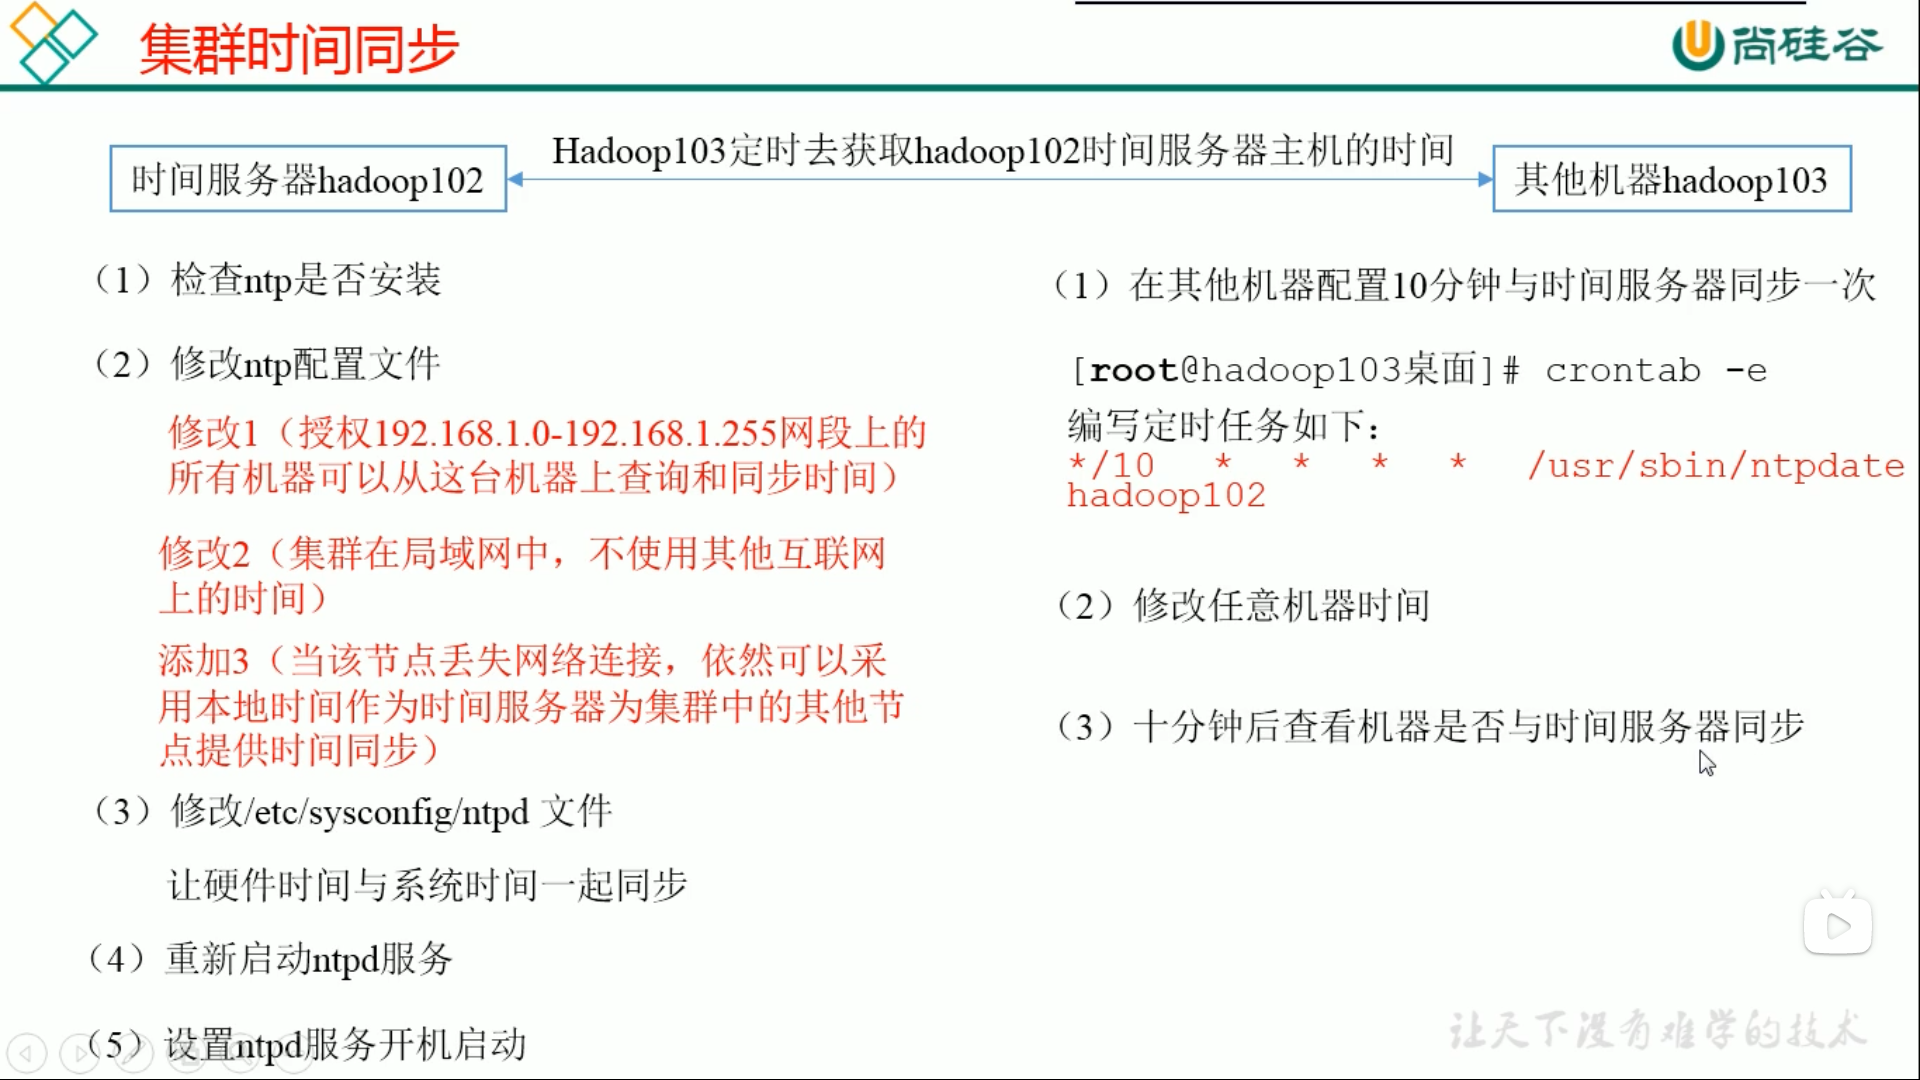 集群时间同步
尚硅谷
时间服务器hadoop102
Hadoop103定时去获取hadoop102时间服务器主机的时间
其他机器hadoop103
（1）检查ntp是否安装
（2）修改ntp配置文件
修改1（授权192.168.1.0-192.168.1.255网段上的
所有机器可以从这台机器上查询和同步时间）
修改2（集群在局域网中，不使用其他互联网
上的时间）
添加3（当该节点丢失网络连接，依然可以采
用本地时间作为时间服务器为集群中的其他节
点提供时间同步）
（3）修改/etc/sysconfig/ntpd 文件
让硬件时间与系统时间一起同步
（4）重新启动ntpd服务
（5）设置ntpd服务开机启动
（1）在其他机器配置10分钟与时间服务器同步一次
[root@hadoop103桌面]# crontab -e
编写定时任务如下：
*/10 * * * * /usr/sbin/ntpdate
hadoop102
（2）修改任意机器时间
（3）十分钟后查看机器是否与时间服务器同步
让天下没有难学的技术